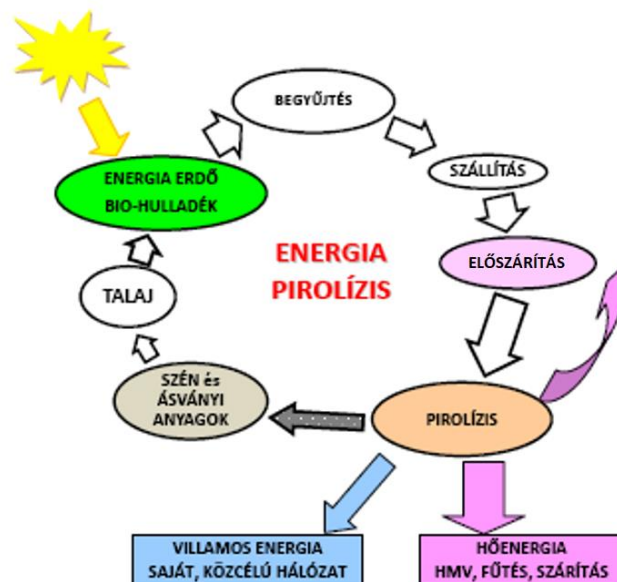 BEGYŰJTÉS
SZÁLLÍTÁS
ENERGIA ERDŐ
BIO-HULLADÉK
ELŐSZÁRÍTÁS
ENERGIA
PIROLÍZIS
TALAJ
SZÉN és
ÁSVÁNYI
ANYAGOK
PIROLÍZIS
VILLAMOS ENERGIA
SAJÁT, KÖZCÉLÚ HÁLÓZAT
HŐENERGIA
HMV, FŰTÉS, SZÁRÍTÁS